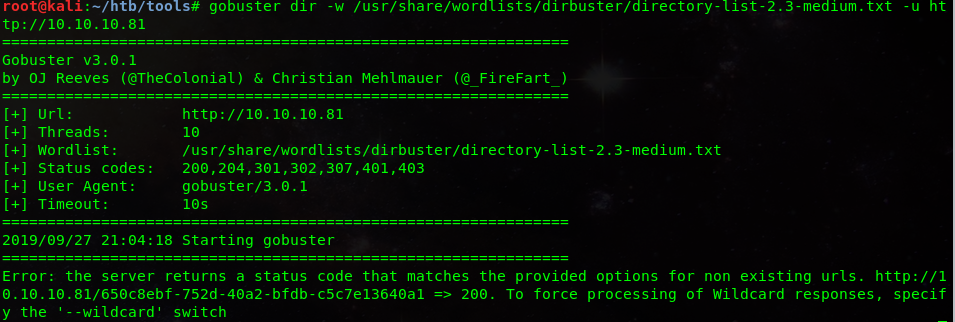 root@kali:~/htb/tools# gobuster dir -w /usr/share/wordlists/dirbuster/directory-list-2.3-medium.txt -u ht
tp://10.10.10.81
===============================================================
Gobuster v3.0.1
by OJ Reeves (@TheColonial) & Christian Mehlmauer (@_FireFart_)
===============================================================
[+] Url:            http://10.10.10.81
[+] Threads:        10
[+] Wordlist:       /usr/share/wordlists/dirbuster/directory-list-2.3-medium.txt
[+] Status codes:   200,204,301,302,307,401,403
[+] User Agent:     gobuster/3.0.1
[+] Timeout:        10s
===============================================================
2019/09/27 21:04:18 Starting gobuster
===============================================================
Error: the server returns a status code that matches the provided options for non existing urls. http://1
0.10.10.81/650c8ebf-752d-40a2-bfdb-c5c7e13640a1 => 200. To force processing of Wildcard responses, specif
y the '--wildcard' switch